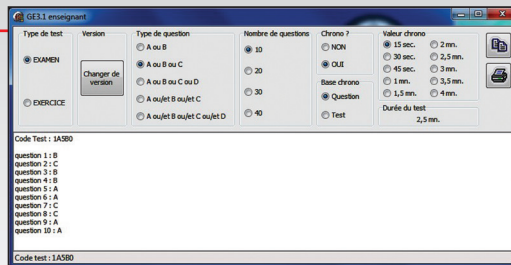 GE3.1 enseignant
Type de test
EXAMEN
EXERCICE
Version
Changer de version
Type de question
A ou B
A ou B ou C
A ou B ou C ou D
A ou/et B ou/et C
A ou/et B ou/et C ou/et D
Nombre de questions
10
20
30
40
Chrono ?
NON
OUI
Base chrono
Question
Test
Valeur chrono
15 sec. 2 mn.
30 sec. 2,5 mn.
45 sec. 3 mn.
1 mn. 3,5 mn.
1,5 mn. 4 mn.
Durée du test
2,5 mn.
Code Test : 1A5B0
question 1 : B
question 2 : C
question 3 : B
question 4 : B
question 5 : A
question 6 : A
question 7 : C
question 8 : C
question 9 : A
question 10 : A
Code test : 1A5B0